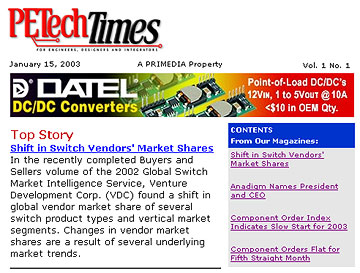 PETechTimes
FOR ENGINEERS, DESIGNERS AND INTEGRATORS
January 15, 2003 A PRIMEDIA Property Vol. 1 No. 1
DATEL
DC/DC Converters
Point-of-Load DC/DC's
12VIN, 1 to 5VOUT @ 10A
<$10 in OEM Qty.
Top Story
Shift in Switch Vendors' Market Shares
In the recently completed Buyers and
Sellers volume of the 2002 Global Switch
Market Intelligence Service, Venture
Development Corp. (VDC) found a shift in
global vendor market share of several
switch product types and vertical market
segments. Changes in vendor market
shares are a result of several underlying
market trends.
CONTENTS
From Our Magazines:
Shift in Switch Vendors'
Market Shares
Anadigm Names President
and CEO
Component Order Index
Indicates Slow Start for 2003
Component Orders Flat for
Fifth Straight Month